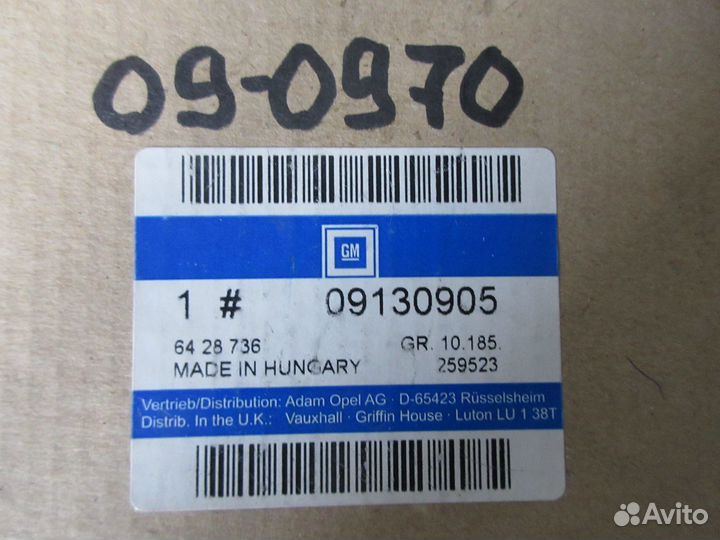 09-0970
GM
1 # 09130905
64 28 736 GR. 10.185.
MADE IN HUNGARY 259523
Vertrieb/Distribution: Adam Opel AG · D-65423 Rüsselsheim
Distrib. In the U.K.: Vauxhall · Griffin House · Luton LU 1 38T
Avito